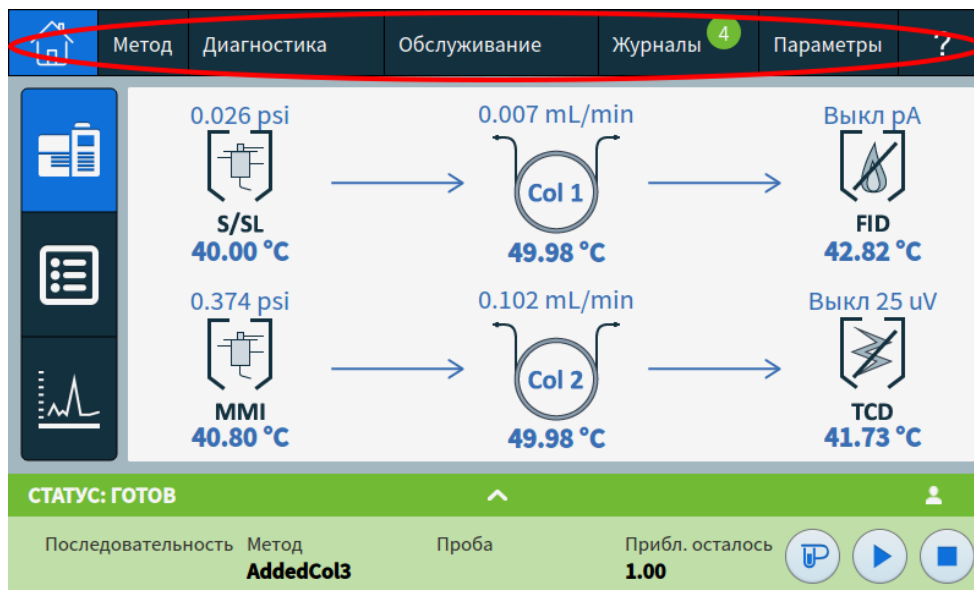 Метод Диагностика Обслуживание Журналы 4 Параметры ?
0.026 psi 0.007 mL/min Выкл pA
Col 1
S/SL FID
40.00 °C 49.98 °C 42.82 °C
0.374 psi 0.102 mL/min Выкл 25 uV
Col 2
MMI TCD
40.80 °C 49.98 °C 41.73 °C
СТАТУС: ГОТОВ
Последовательность Метод Проба Прибл. осталось
AddedCol3 1.00